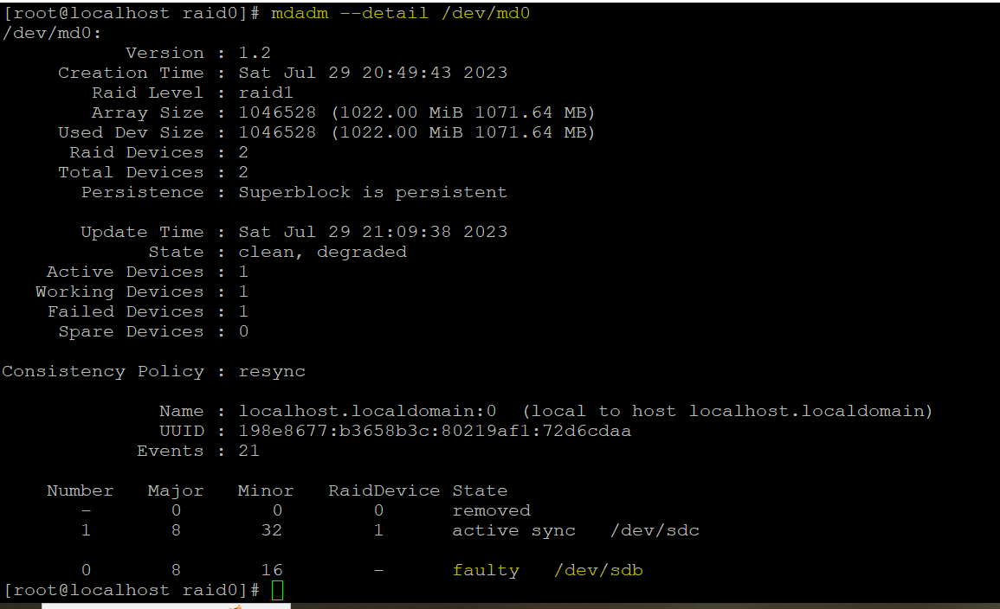 [root@localhost raid0]# mdadm --detail /dev/md0
/dev/md0:
Version : 1.2
Creation Time : Sat Jul 29 20:49:43 2023
Raid Level : raid1
Array Size : 1046528 (1022.00 MiB 1071.64 MB)
Used Dev Size : 1046528 (1022.00 MiB 1071.64 MB)
Raid Devices : 2
Total Devices : 2
Persistence : Superblock is persistent
Update Time : Sat Jul 29 21:09:38 2023
State : clean, degraded
Active Devices : 1
Working Devices : 1
Failed Devices : 1
Spare Devices : 0
Consistency Policy : resync
Name : localhost.localdomain:0 (local to host localhost.localdomain)
UUID : 198e8677:b3658b3c:80219af1:72d6cdaa
Events : 21
Number Major Minor RaidDevice State
- 0 0 0 removed
1 8 32 1 active sync /dev/sdc
0 8 16 - faulty /dev/sdb
[root@localhost raid0]#